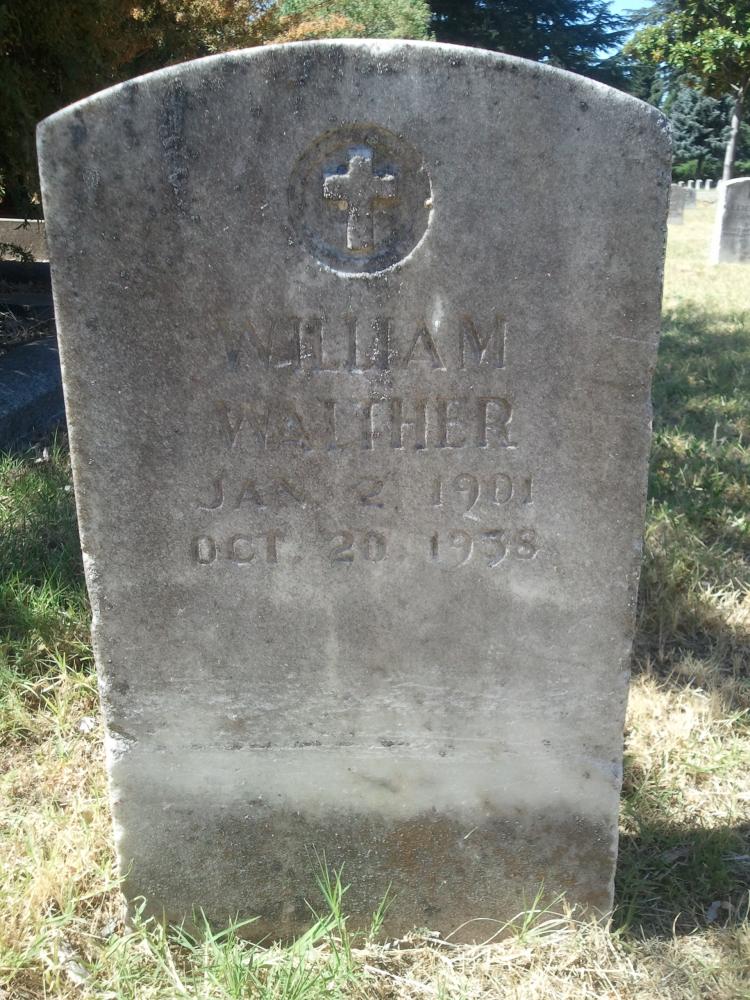 WILLIAM
WALTHER
JAN. 2, 1901
OCT. 20, 1938